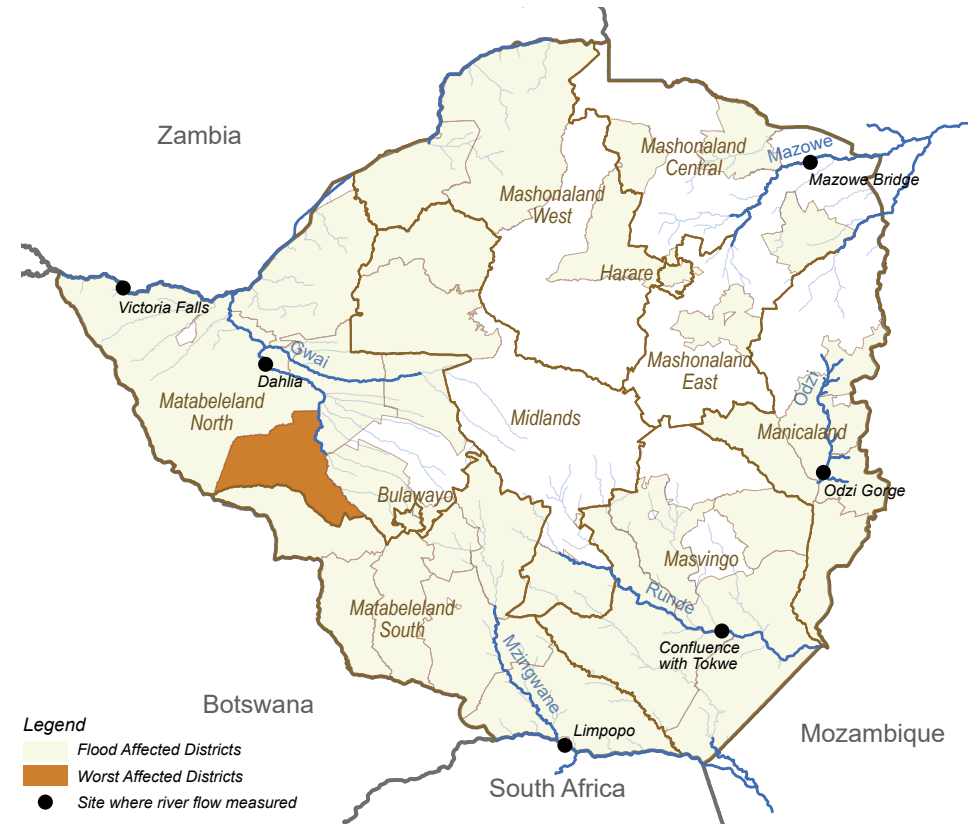 Zambia
Mashonaland
Central
Mazowe
Mazowe Bridge
Mashonaland
West
Harare
Victoria Falls
Gwai
Dahlia
Mashonaland
East
Odzi
Matabeleland
North
Midlands
Manicaland
Odzi Gorge
Bulawayo
Masvingo
Matabeleland
South
Runde
Mzingwane
Confluence
with Tokwe
Botswana
Limpopo
Mozambique
South Africa
Legend
Flood Affected Districts
Worst Affected Districts
Site where river flow measured